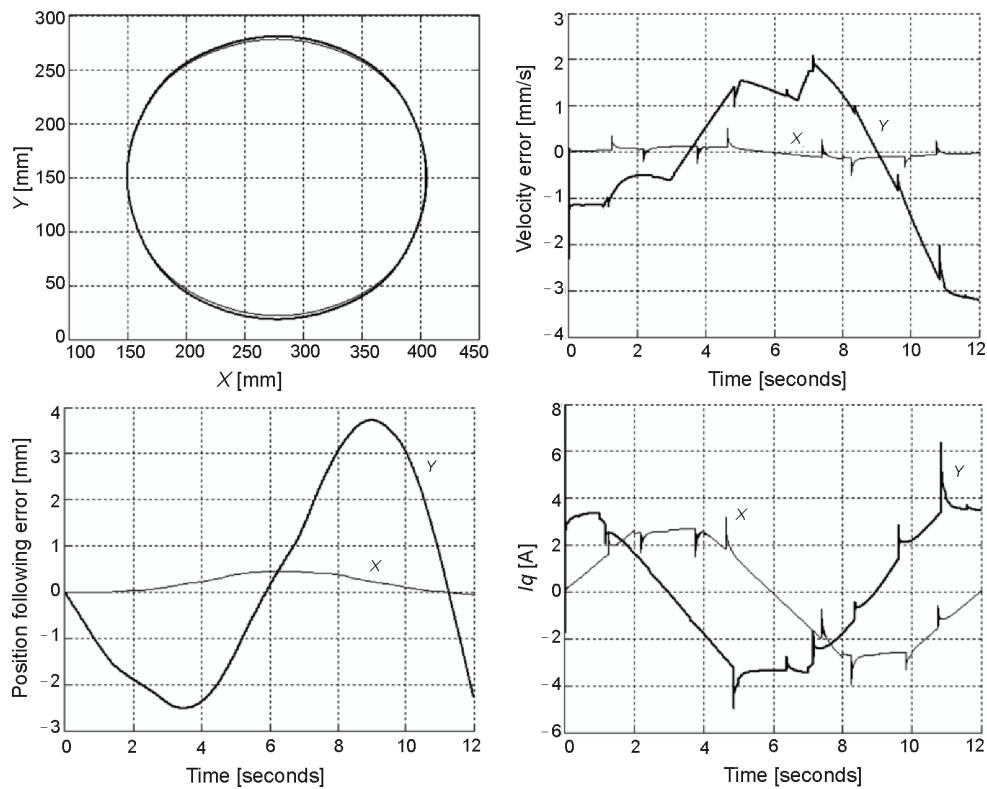 300
250
200
150
100
50
0
100 150 200 250 300 350 400 450
Y [mm]
X [mm]
3
2
1
0
−1
−2
−3
−4
0 2 4 6 8 10 12
Velocity error [mm/s]
Time [seconds]
X
Y
4
3
2
1
0
−1
−2
−3
0 2 4 6 8 10 12
Position following error [mm]
Time [seconds]
Y
X
8
6
4
2
0
−2
−4
−6
0 2 4 6 8 10 12
Iq [A]
Time [seconds]
X
Y